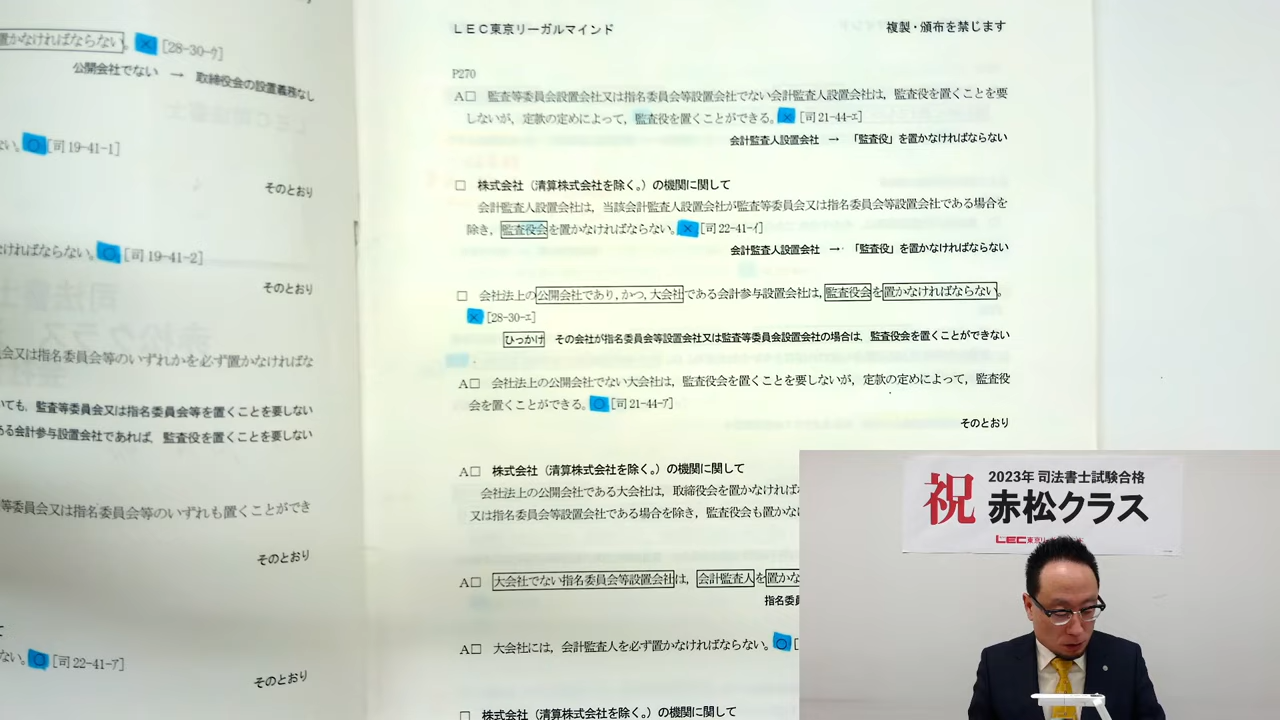 置かなければならない。× [28-30-ウ]
公開会社でない → 取締役会の設置義務なし
ない。○[司19-41-1]
そのとおり
ければならない。○[司19-41-2]
そのとおり
会又は指名委員会等のいずれかを必ず置かなければな
いても、監査等委員会又は指名委員会等を置くことを要しない
ある会計参与設置会社であれば、監査役を置くことを要しない
等委員会又は指名委員会等のいずれも置くことができ
そのとおり
ない。○[司22-41-ア]
そのとおり
LEC東京リーガルマインド 複製・頒布を禁じます
P270
A□ 監査等委員会設置会社又は指名委員会等設置会社でない会計監査人設置会社は、監査役を置くことを要
しないが、定款の定めによって、監査役を置くことができる。×[司21-44-エ]
会計監査人設置会社 → 「監査役」を置かなければならない
□ 株式会社（清算株式会社を除く。）の機関に関して
会計監査人設置会社は、当該会計監査人設置会社が監査等委員会又は指名委員会等設置会社である場合を
除き、監査役会を置かなければならない。×[司22-41-イ]
会計監査人設置会社 → 「監査役」を置かなければならない
□ 会社法上の公開会社であり、かつ、大会社である会計参与設置会社は、監査役会を置かなければならない。
×[28-30-エ]
ひっかけ その会社が指名委員会等設置会社又は監査等委員会設置会社の場合は、監査役会を置くことができない
A□ 会社法上の公開会社でない大会社は、監査役会を置くことを要しないが、定款の定めによって、監査役
会を置くことができる。○[司21-44-ア]
そのとおり
A□ 株式会社（清算株式会社を除く。）の機関に関して
会社法上の公開会社である大会社は、取締役会を置かなければ
又は指名委員会等設置会社である場合を除き、監査役会も置かな
A□ 大会社でない指名委員会等設置会社は、会計監査人を置かな
指名委員
A□ 大会社には、会計監査人を必ず置かなければならない。○[
□ 株式会社（清算株式会社を除く。）の機関に関して
祝 2023年 司法書士試験合格
赤松クラス
LEC東京リ